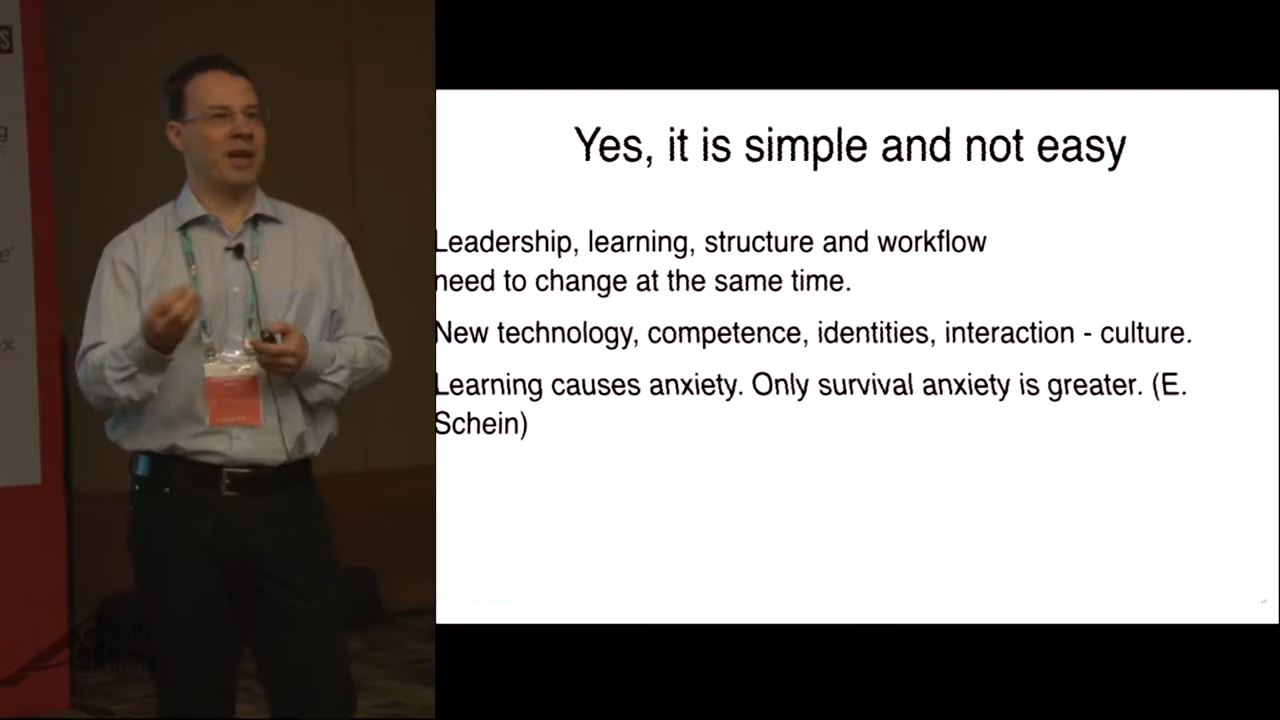 Yes, it is simple and not easy
Leadership, learning, structure and workflow
need to change at the same time.
New technology, competence, identities, interaction - culture.
Learning causes anxiety. Only survival anxiety is greater. (E.
Schein)